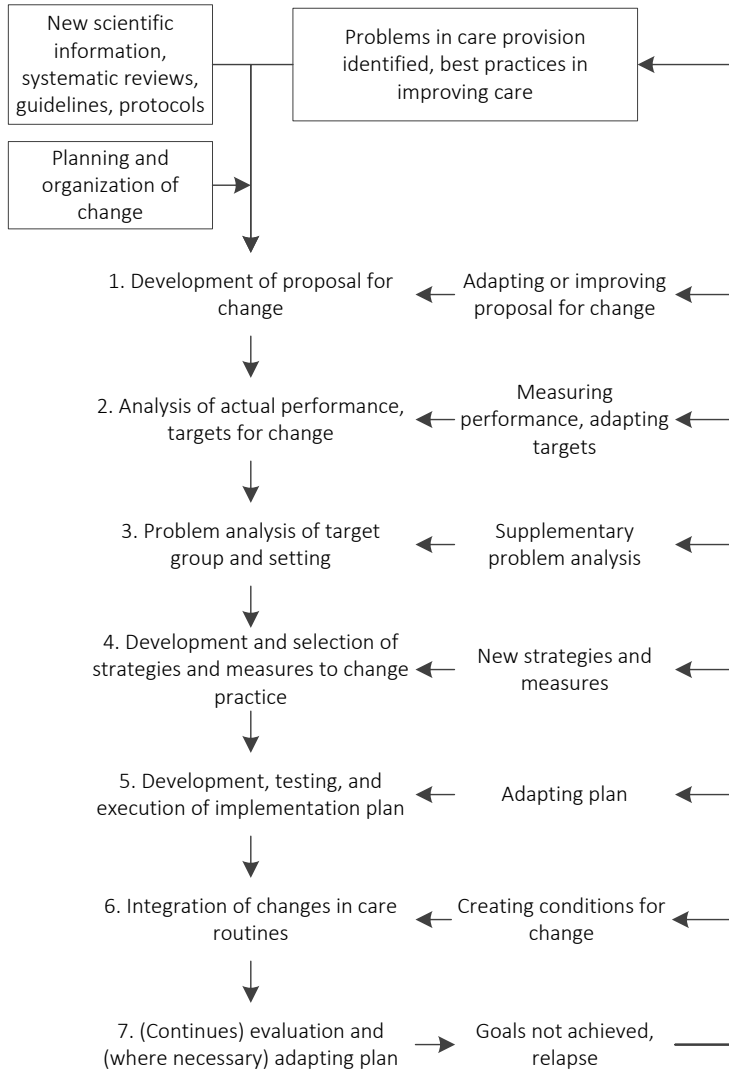 New scientific
information,
systematic reviews,
guidelines, protocols
Problems in care provision
identified, best practices in
improving care
Planning and
organization of
change
1. Development of proposal for
change
Adapting or improving
proposal for change
2. Analysis of actual performance,
targets for change
Measuring
performance, adapting
targets
3. Problem analysis of target
group and setting
Supplementary
problem analysis
4. Development and selection of
strategies and measures to change
practice
New strategies and
measures
5. Development, testing, and
execution of implementation plan
Adapting plan
6. Integration of changes in care
routines
Creating conditions for
change
7. (Continues) evaluation and
(where necessary) adapting plan
Goals not achieved,
relapse